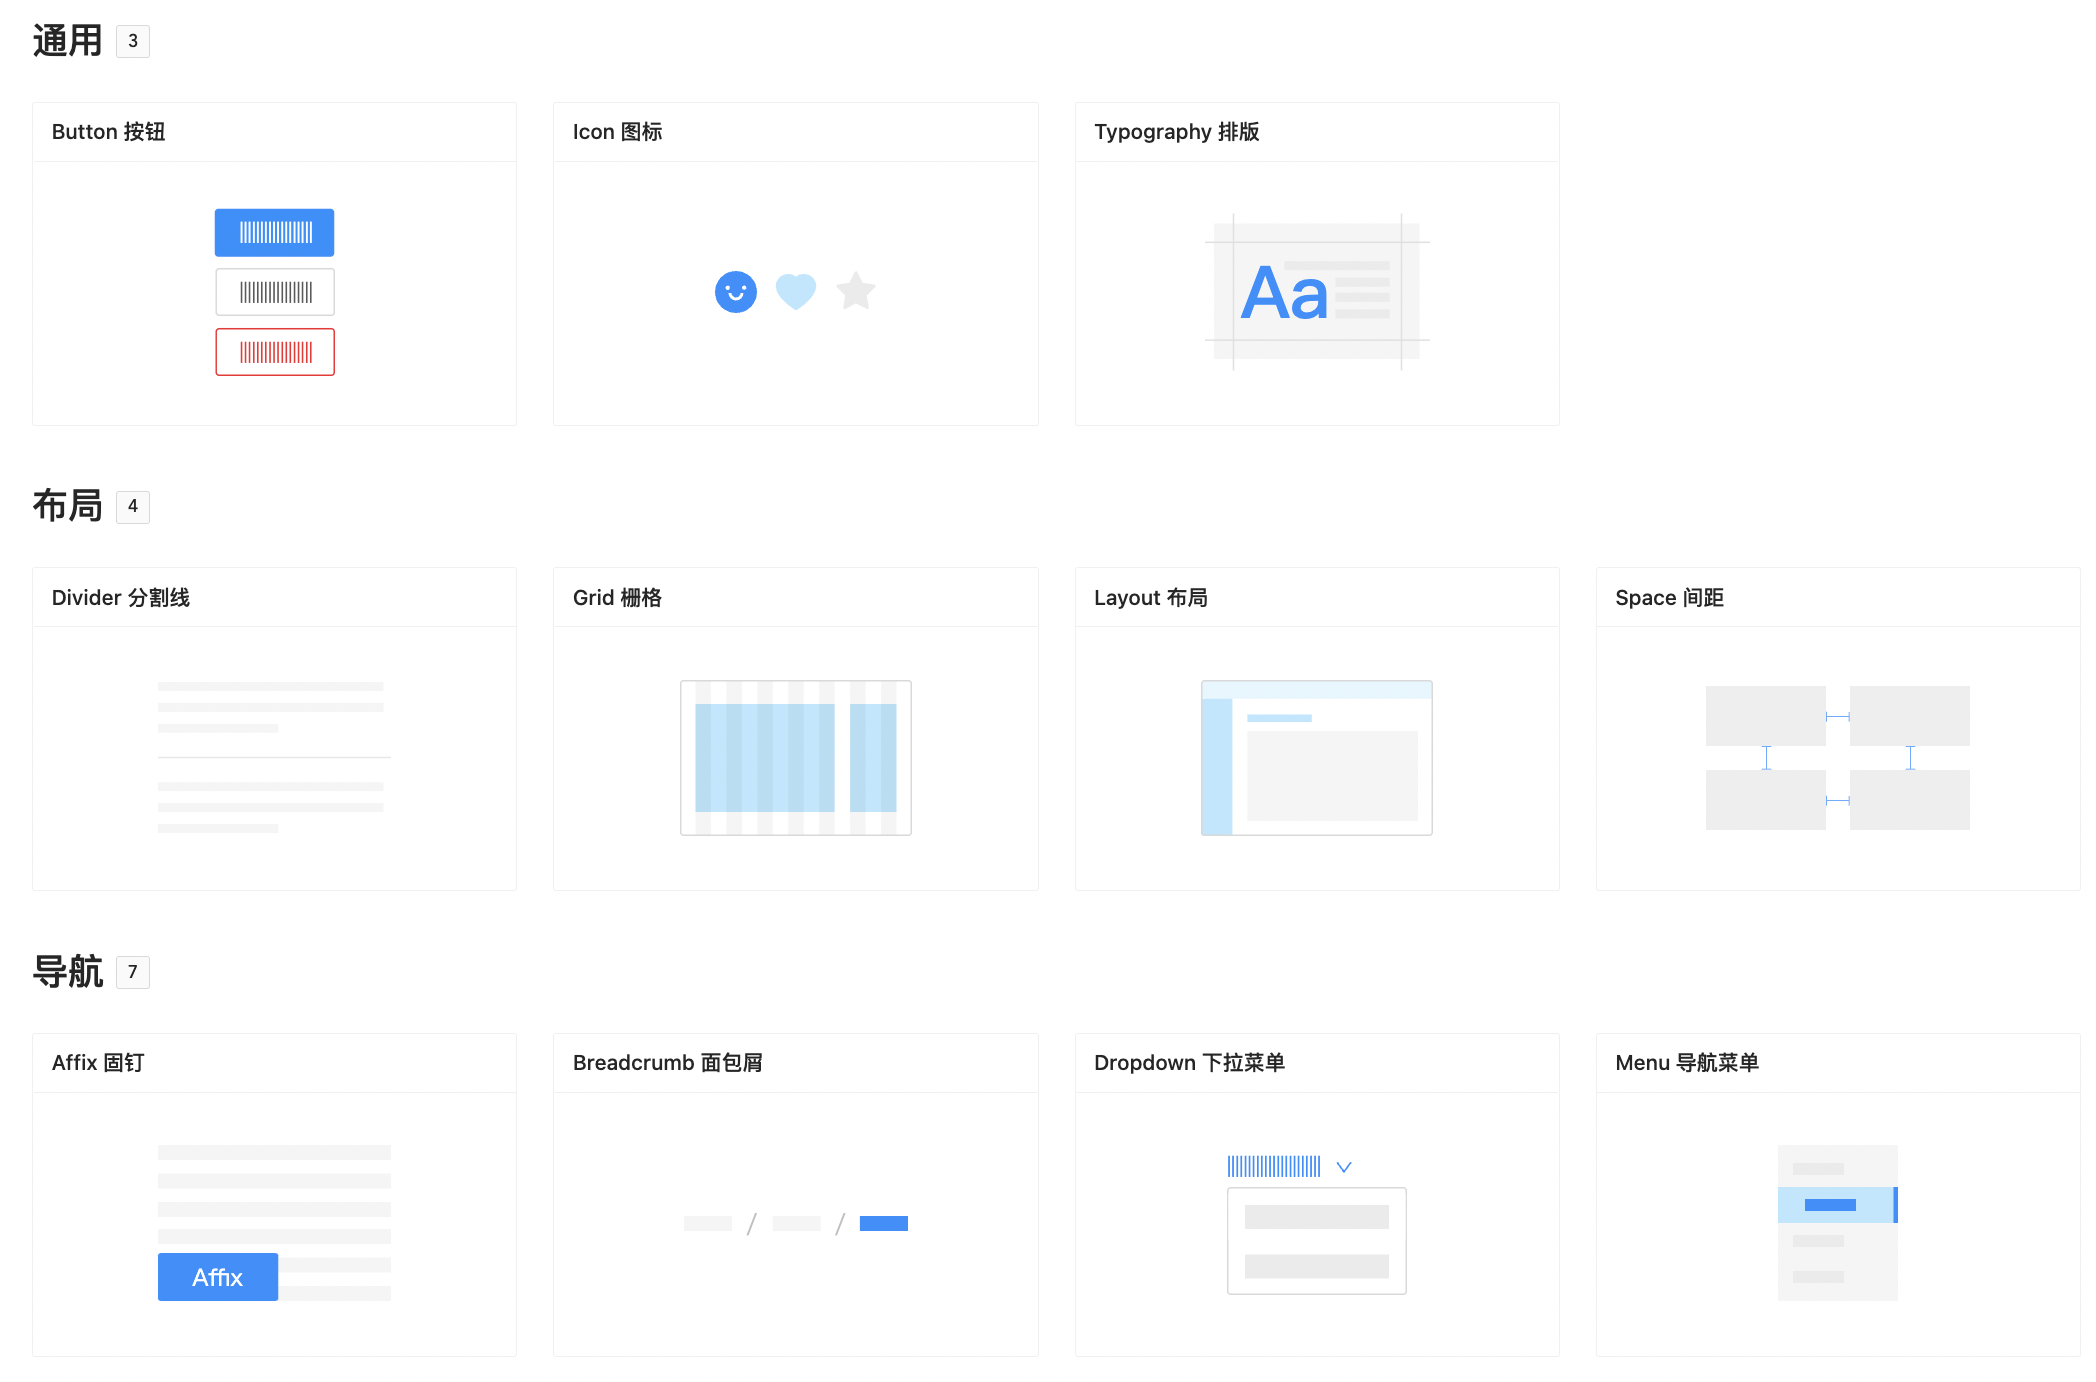 通用 3
Button 按钮
Icon 图标
Typography 排版
Aa
布局 4
Divider 分割线
Grid 栅格
Layout 布局
Space 间距
导航 7
Affix 固钉
Breadcrumb 面包屑
Dropdown 下拉菜单
Menu 导航菜单
/ /
Affix